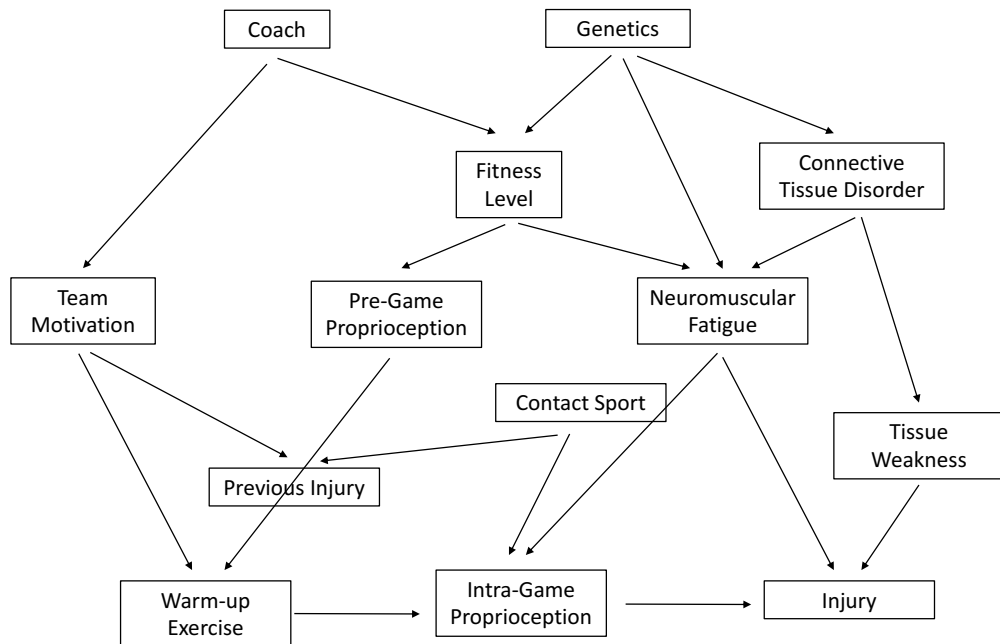 Coach
Genetics
Fitness
Level
Connective
Tissue Disorder
Team
Motivation
Pre-Game
Proprioception
Neuromuscular
Fatigue
Contact Sport
Tissue
Weakness
Previous Injury
Warm-up
Exercise
Intra-Game
Proprioception
Injury